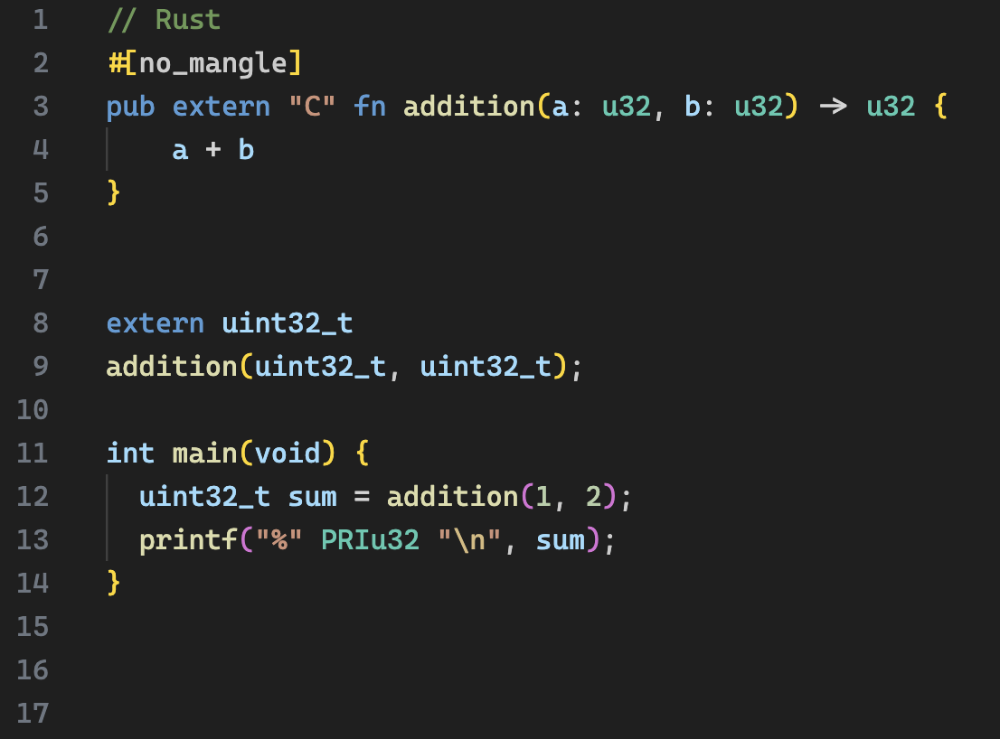 1 // Rust
2 #[no_mangle]
3 pub extern "C" fn addition(a: u32, b: u32) -> u32 {
4     a + b
5 }
6
7
8 extern uint32_t
9 addition(uint32_t, uint32_t);
10
11 int main(void) {
12   uint32_t sum = addition(1, 2);
13   printf("%" PRIu32 "\n", sum);
14 }
15
16
17